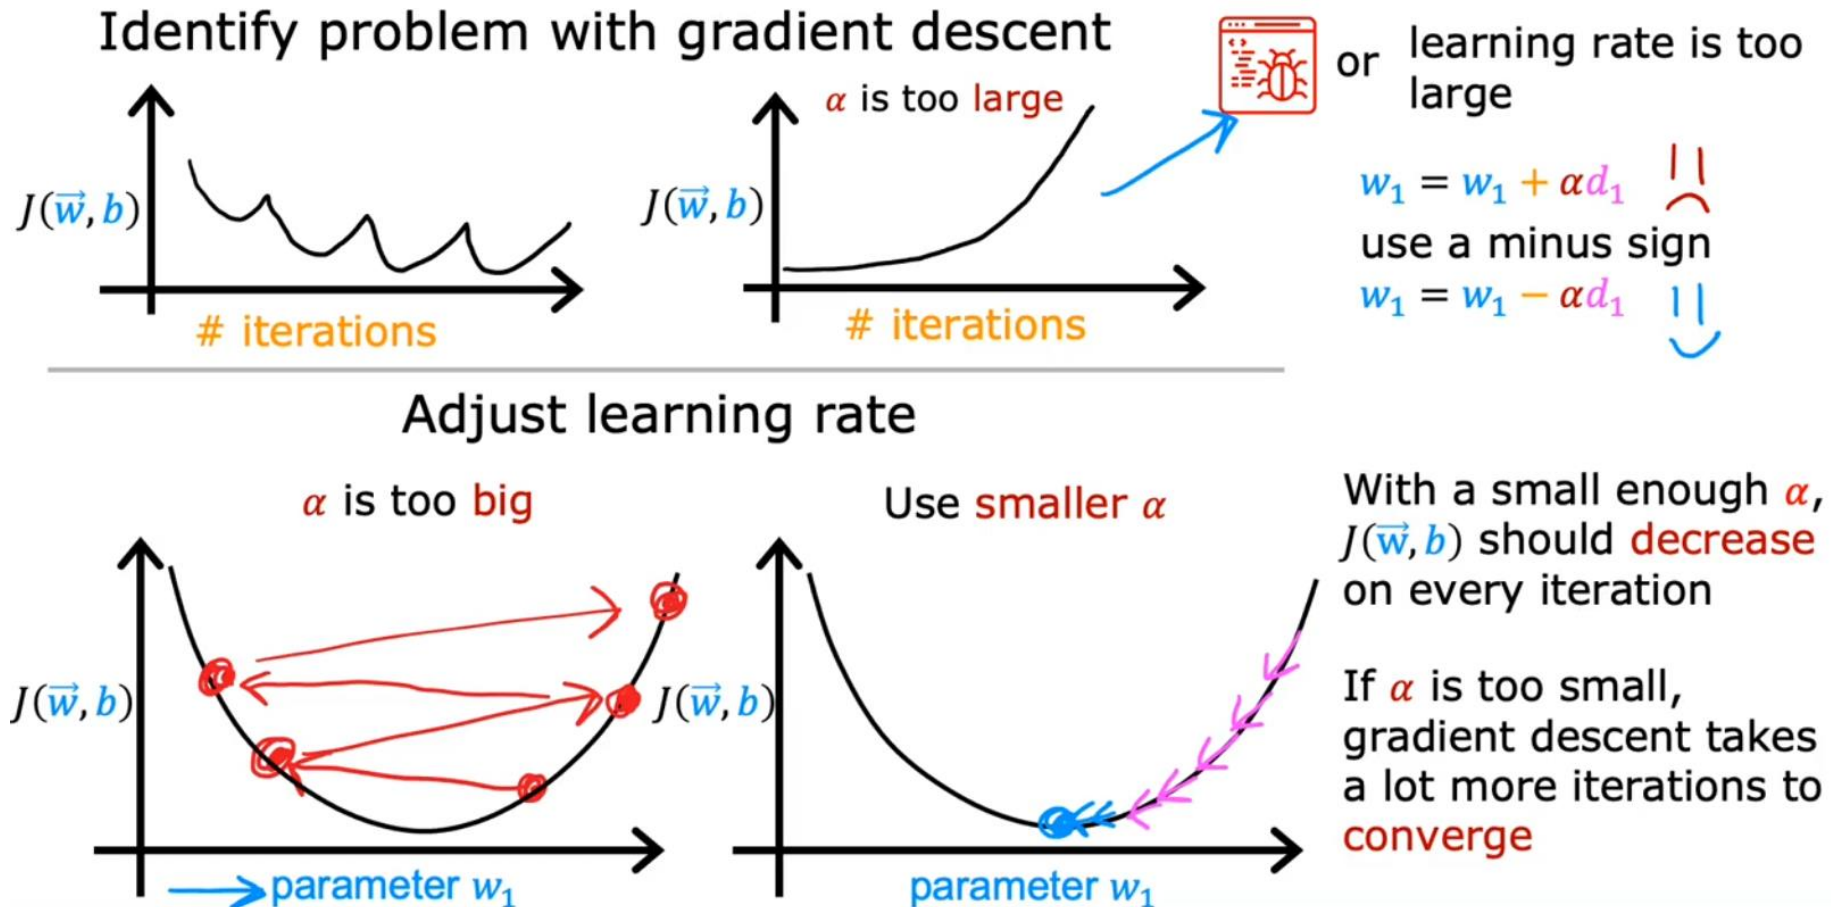 Identify problem with gradient descent
α is too large
J(w⃗, b)
# iterations
J(w⃗, b)
# iterations
or
learning rate is too
large
w₁ = w₁ + αd₁
use a minus sign
w₁ = w₁ − αd₁
Adjust learning rate
α is too big
J(w⃗, b)
parameter w₁
Use smaller α
J(w⃗, b)
parameter w₁
With a small enough α,
J(w⃗, b) should decrease
on every iteration
If α is too small,
gradient descent takes
a lot more iterations to
converge